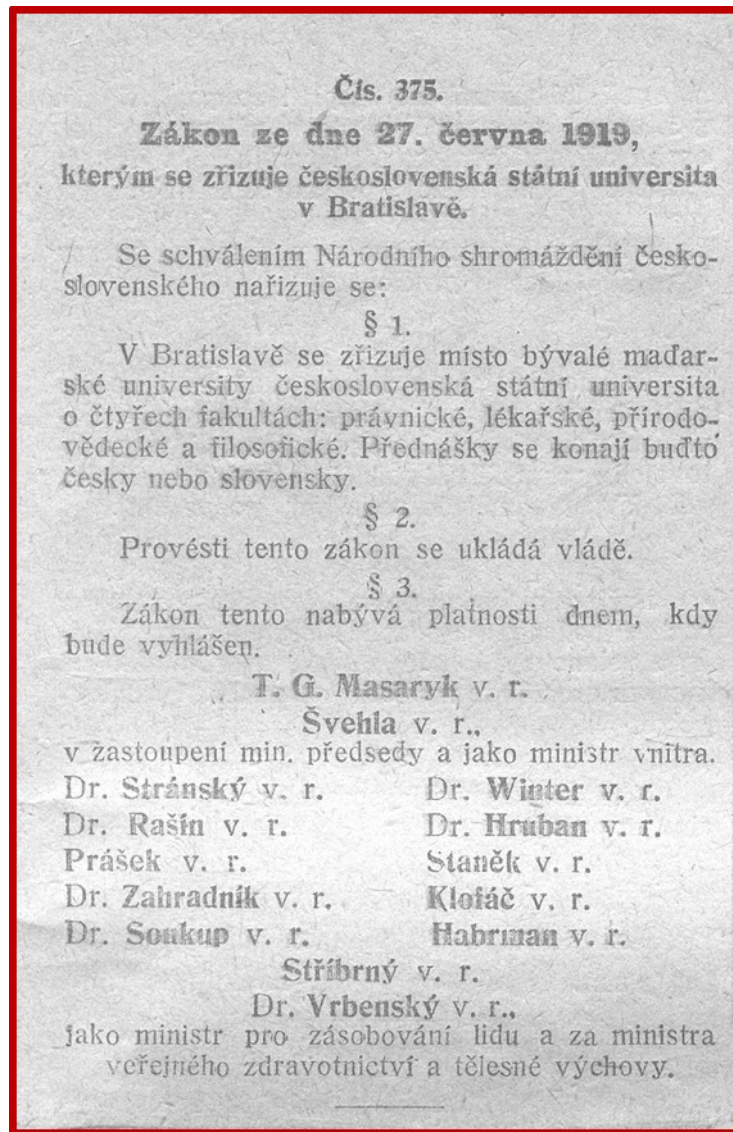 Čís. 375.
Zákon ze dne 27. června 1919,
kterým se zřizuje československá státní universita
v Bratislavě.
Se schválením Národního shromáždění česko-
slovenského nařizuje se:
§ 1.
V Bratislavě se zřizuje místo bývalé maďar-
ské university československá státní universita
o čtyřech fakultách: právnické, lékařské, přírodo-
vědecké a filosofické. Přednášky se konají buďto
česky nebo slovensky.
§ 2.
Provésti tento zákon se ukládá vládě.
§ 3.
Zákon tento nabývá platnosti dnem, kdy
bude vyhlášen.
T. G. Masaryk v. r.
Švehla v. r.,
v zastoupení min. předsedy a jako ministr vnitra.
Dr. Stránský v. r. Dr. Winter v. r.
Dr. Rašín v. r. Dr. Hruban v. r.
Prášek v. r. Staněk v. r.
Dr. Zahradník v. r. Klofáč v. r.
Dr. Soukup v. r. Habrman v. r.
Stříbrný v. r.
Dr. Vrbenský v. r.,
jako ministr pro zásobování lidu a za ministra
veřejného zdravotnictví a tělesné výchovy.